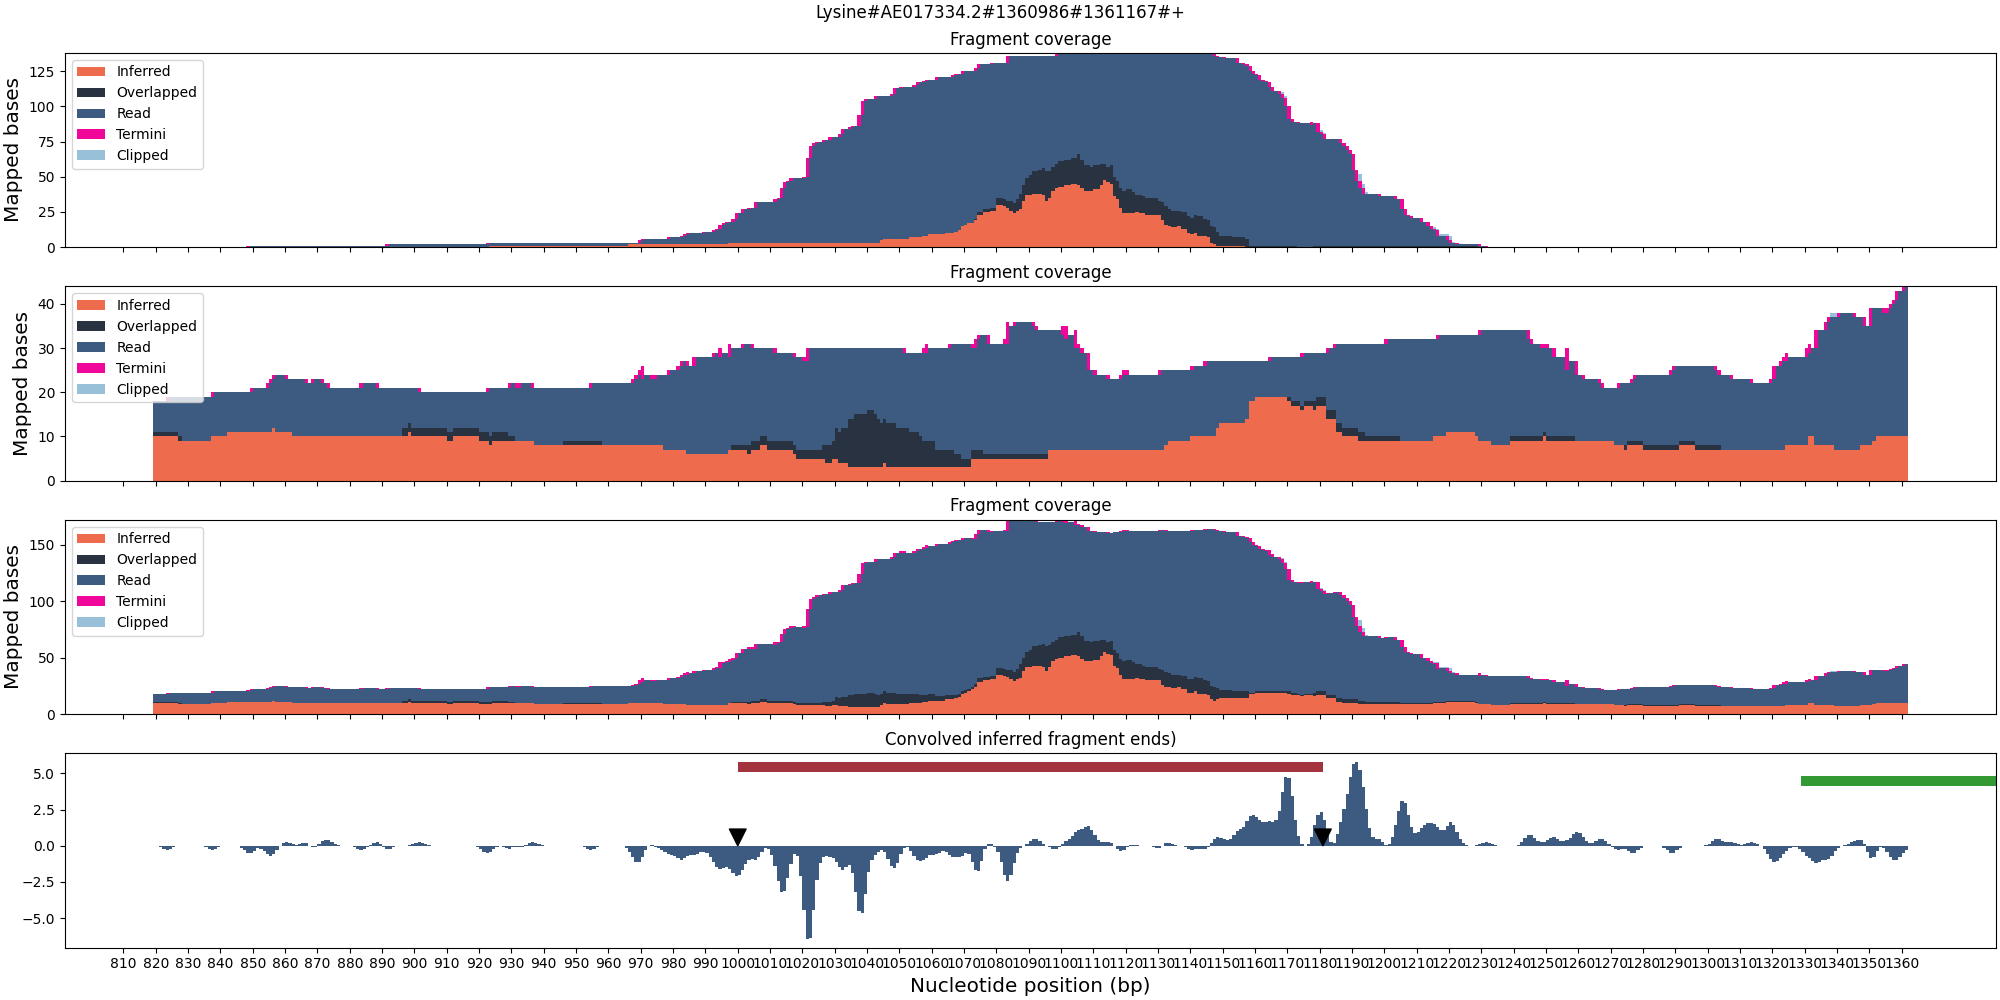 Lysine#AE017334.2#1360986#1361167#+
Fragment coverage
Mapped bases
125
100
75
50
25
0
Inferred
Overlapped
Read
Termini
Clipped
Fragment coverage
Mapped bases
40
30
20
10
0
Inferred
Overlapped
Read
Termini
Clipped
Fragment coverage
Mapped bases
150
100
50
0
Inferred
Overlapped
Read
Termini
Clipped
Convolved inferred fragment ends)
5.0
2.5
0.0
−2.5
−5.0
810 820 830 840 850 860 870 880 890 900 910 920 930 940 950 960 970 980 990 1000 1010 1020 1030 1040 1050 1060 1070 1080 1090 1100 1110 1120 1130 1140 1150 1160 1170 1180 1190 1200 1210 1220 1230 1240 1250 1260 1270 1280 1290 1300 1310 1320 1330 1340 1350 1360
Nucleotide position (bp)